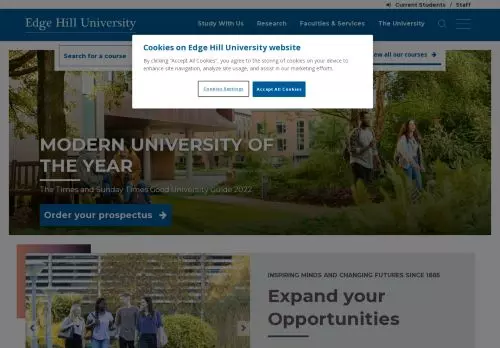 Current Students / Staff
Edge Hill University
Study With Us
Research
Faculties & Services
The University
Search for a course
view all our courses
Cookies on Edge Hill University website
By clicking "Accept All Cookies", you agree to the storing of cookies on your device to
enhance site navigation, analyze site usage, and assist in our marketing efforts.
Cookies Settings
Accept All Cookies
MODERN UNIVERSITY OF
THE YEAR
The Times and Sunday Times Good University Guide 2022
Order your prospectus
INSPIRING MINDS AND CHANGING FUTURES SINCE 1885
Expand your
Opportunities